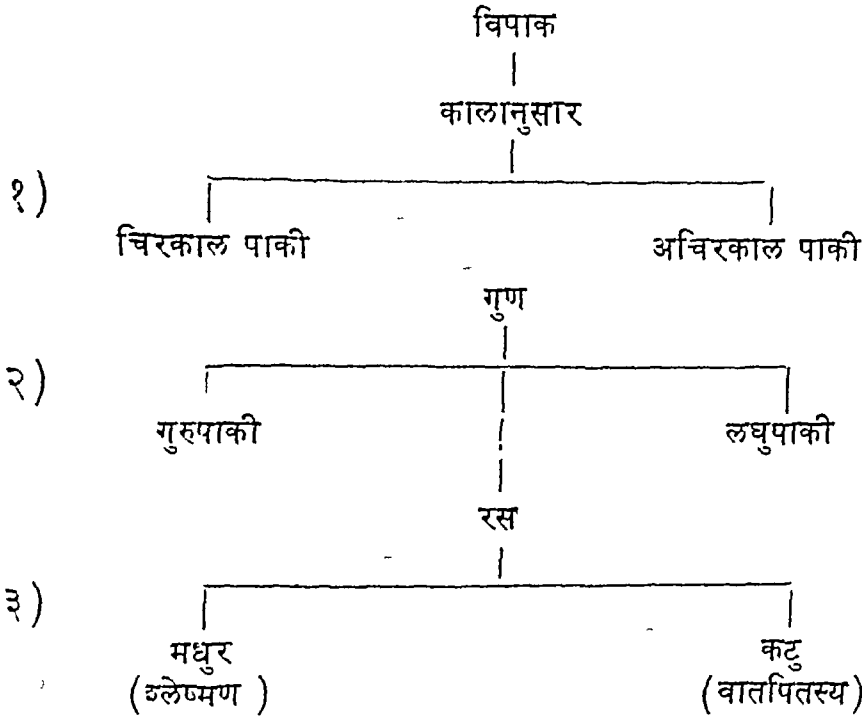 विपाक
कालानुसार
१)
चिरकाल पाकी अचिरकाल पाकी
गुण
२)
गुरुपाकी लघुपाकी
रस
३)
मधुर कटु
(श्लेष्मण ) (वातपितस्य)